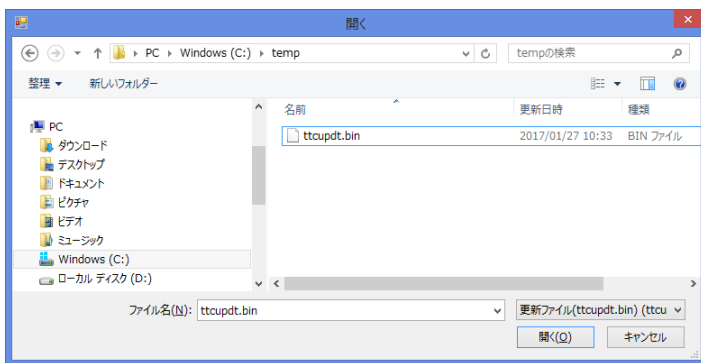 開く
PC Windows (C:) temp
tempの検索
整理 新しいフォルダー
名前 更新日時 種類
PC
ダウンロード
デスクトップ
ドキュメント
ピクチャ
ビデオ
ミュージック
Windows (C:)
ローカル ディスク (D:)
ttcupdt.bin 2017/01/27 10:33 BIN ファイル
ファイル名(N): ttcupdt.bin
更新ファイル(ttcupdt.bin) (ttcu
開く(O) キャンセル